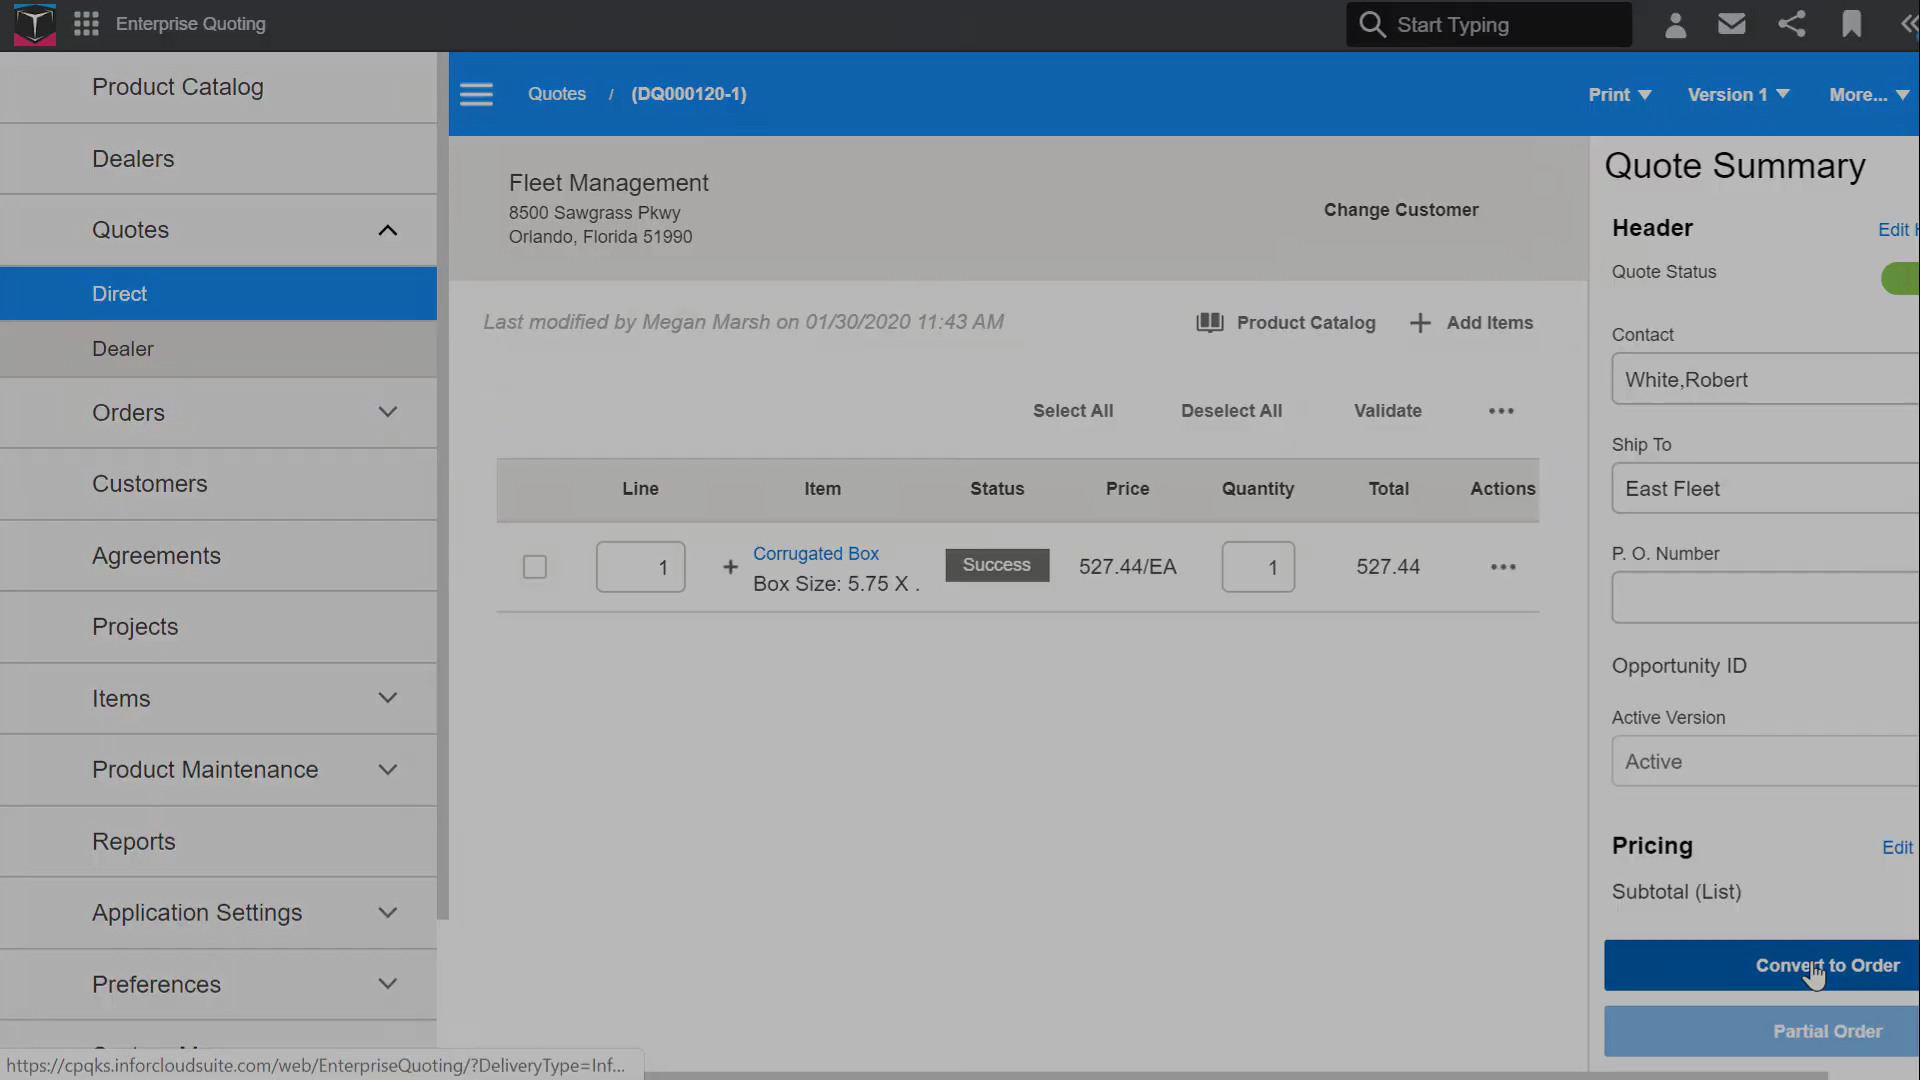 Enterprise Quoting
Start Typing
Product Catalog
Dealers
Quotes
Direct
Dealer
Orders
Customers
Agreements
Projects
Items
Product Maintenance
Reports
Application Settings
Preferences
Quotes / (DQ000120-1)
Print
Version 1
More...
Fleet Management
8500 Sawgrass Pkwy
Orlando, Florida 51990
Change Customer
Last modified by Megan Marsh on 01/30/2020 11:43 AM
Product Catalog
Add Items
Select All
Deselect All
Validate
Line Item Status Price Quantity Total Actions
1 + Corrugated Box Success 527.44/EA 1 527.44
Box Size: 5.75 X .
Quote Summary
Header
Edit
Quote Status
Contact
White,Robert
Ship To
East Fleet
P. O. Number
Opportunity ID
Active Version
Active
Pricing
Edit
Subtotal (List)
Convert to Order
Partial Order
https://cpqks.inforcloudsuite.com/web/EnterpriseQuoting/?DeliveryType=Inf...